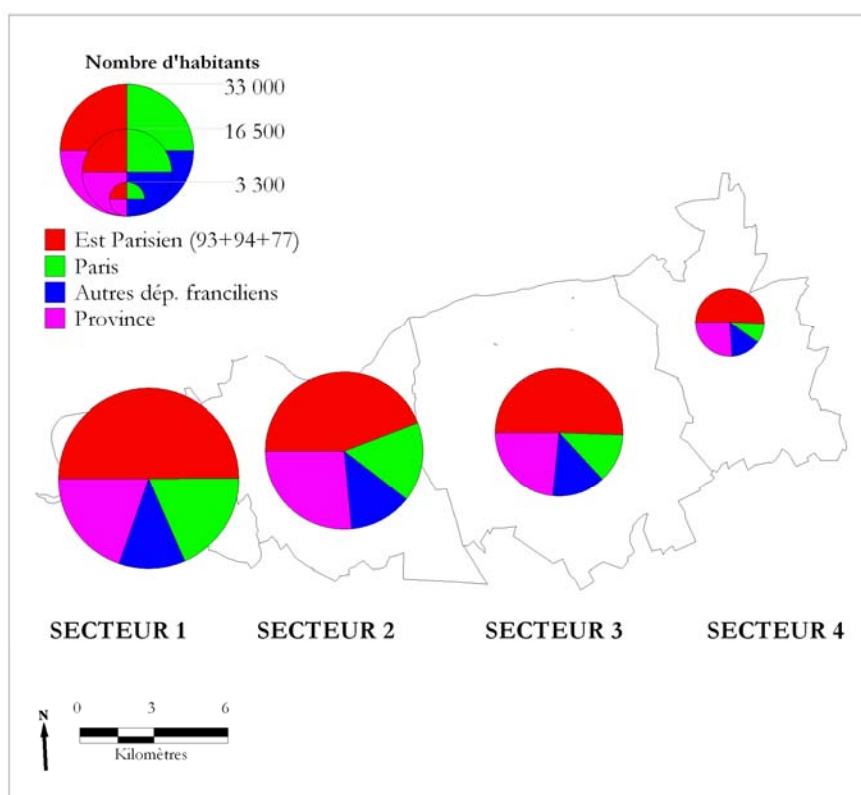 Nombre d'habitants
33 000
16 500
3 300
Est Parisien (93+94+77)
Paris
Autres dép. franciliens
Province
SECTEUR 1
SECTEUR 2
SECTEUR 3
SECTEUR 4
N
0 3 6
Kilomètres